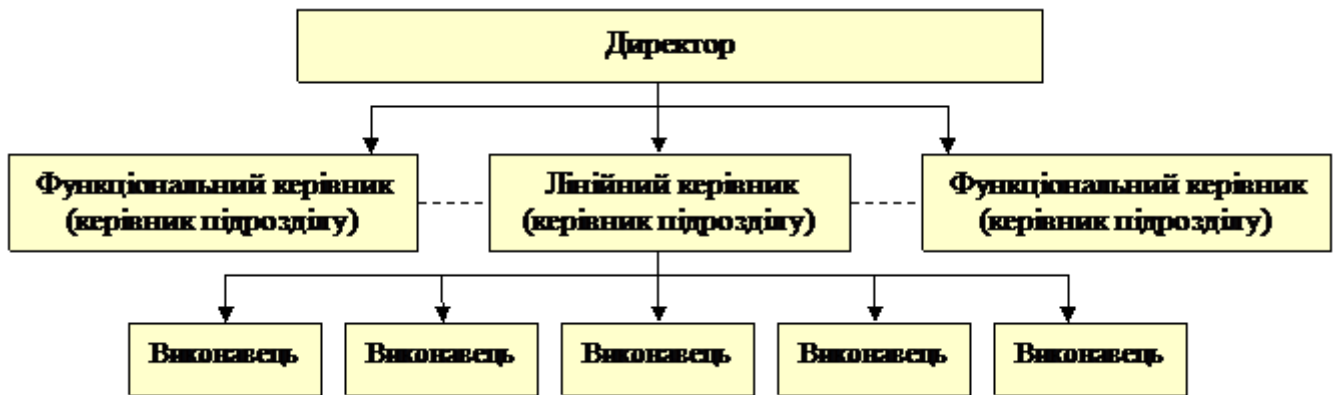 Директор
Функціональний керівник
(керівник підрозділу)
Лінійний керівник
(керівник підрозділу)
Функціональний керівник
(керівник підрозділу)
Виконавець
Виконавець
Виконавець
Виконавець
Виконавець